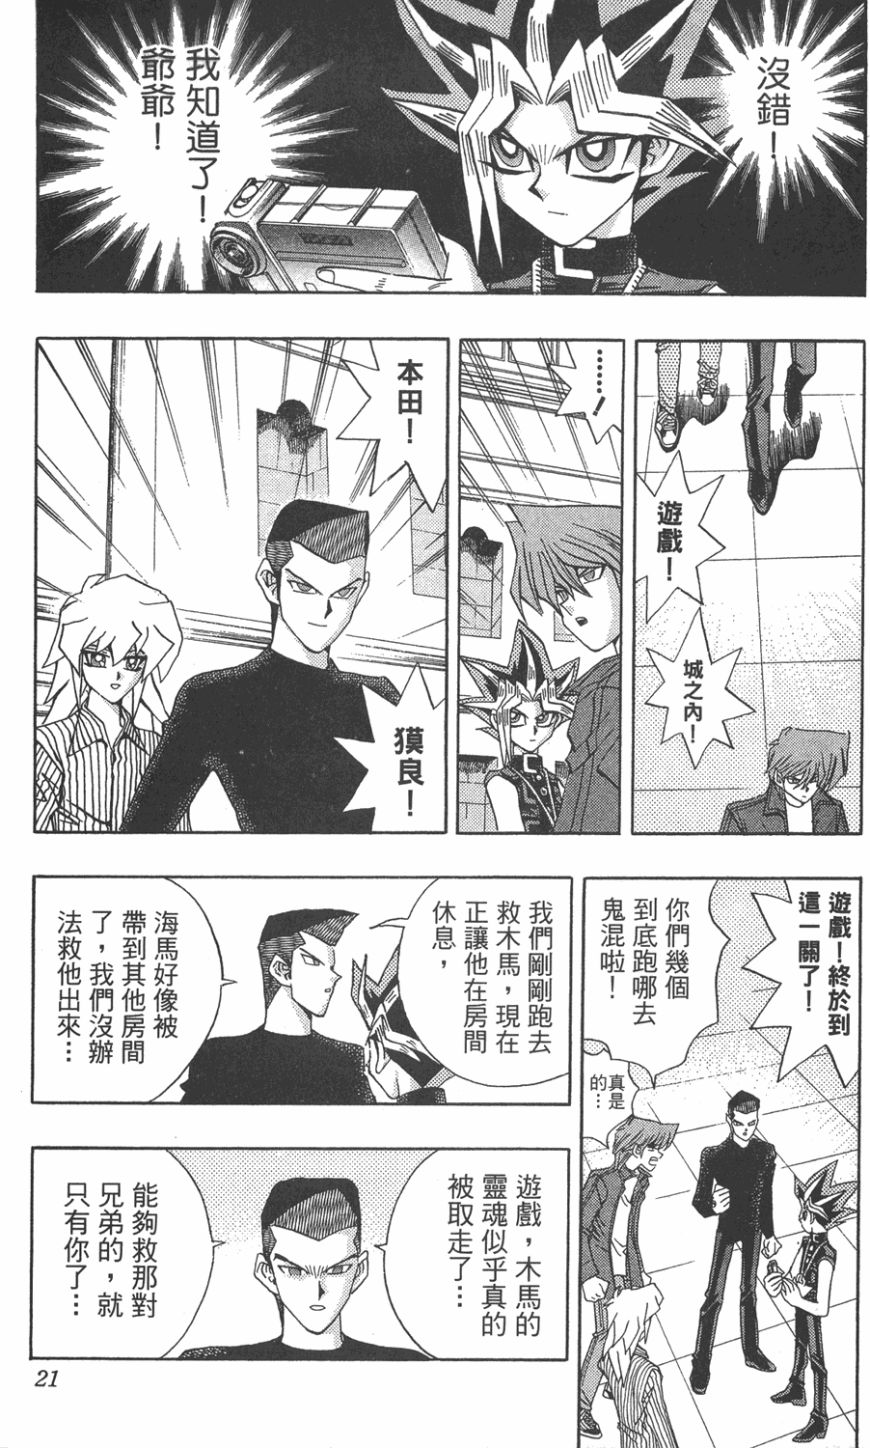 沒錯！
我知道了！
爺爺！
遊戲！
城之內！
……！
本田！
獏良！
遊戲！終於到
這一關了！
你們幾個
到底跑哪去
鬼混啦！
真是
的…
我們剛剛跑去
救木馬，現在
正讓他在房間
休息，
海馬好像被
帶到其他房間
了，我們沒辦
法救他出來…
遊戲，木馬的
靈魂似乎真的
被取走了…
能夠救那對
兄弟的，就
只有你了…
21